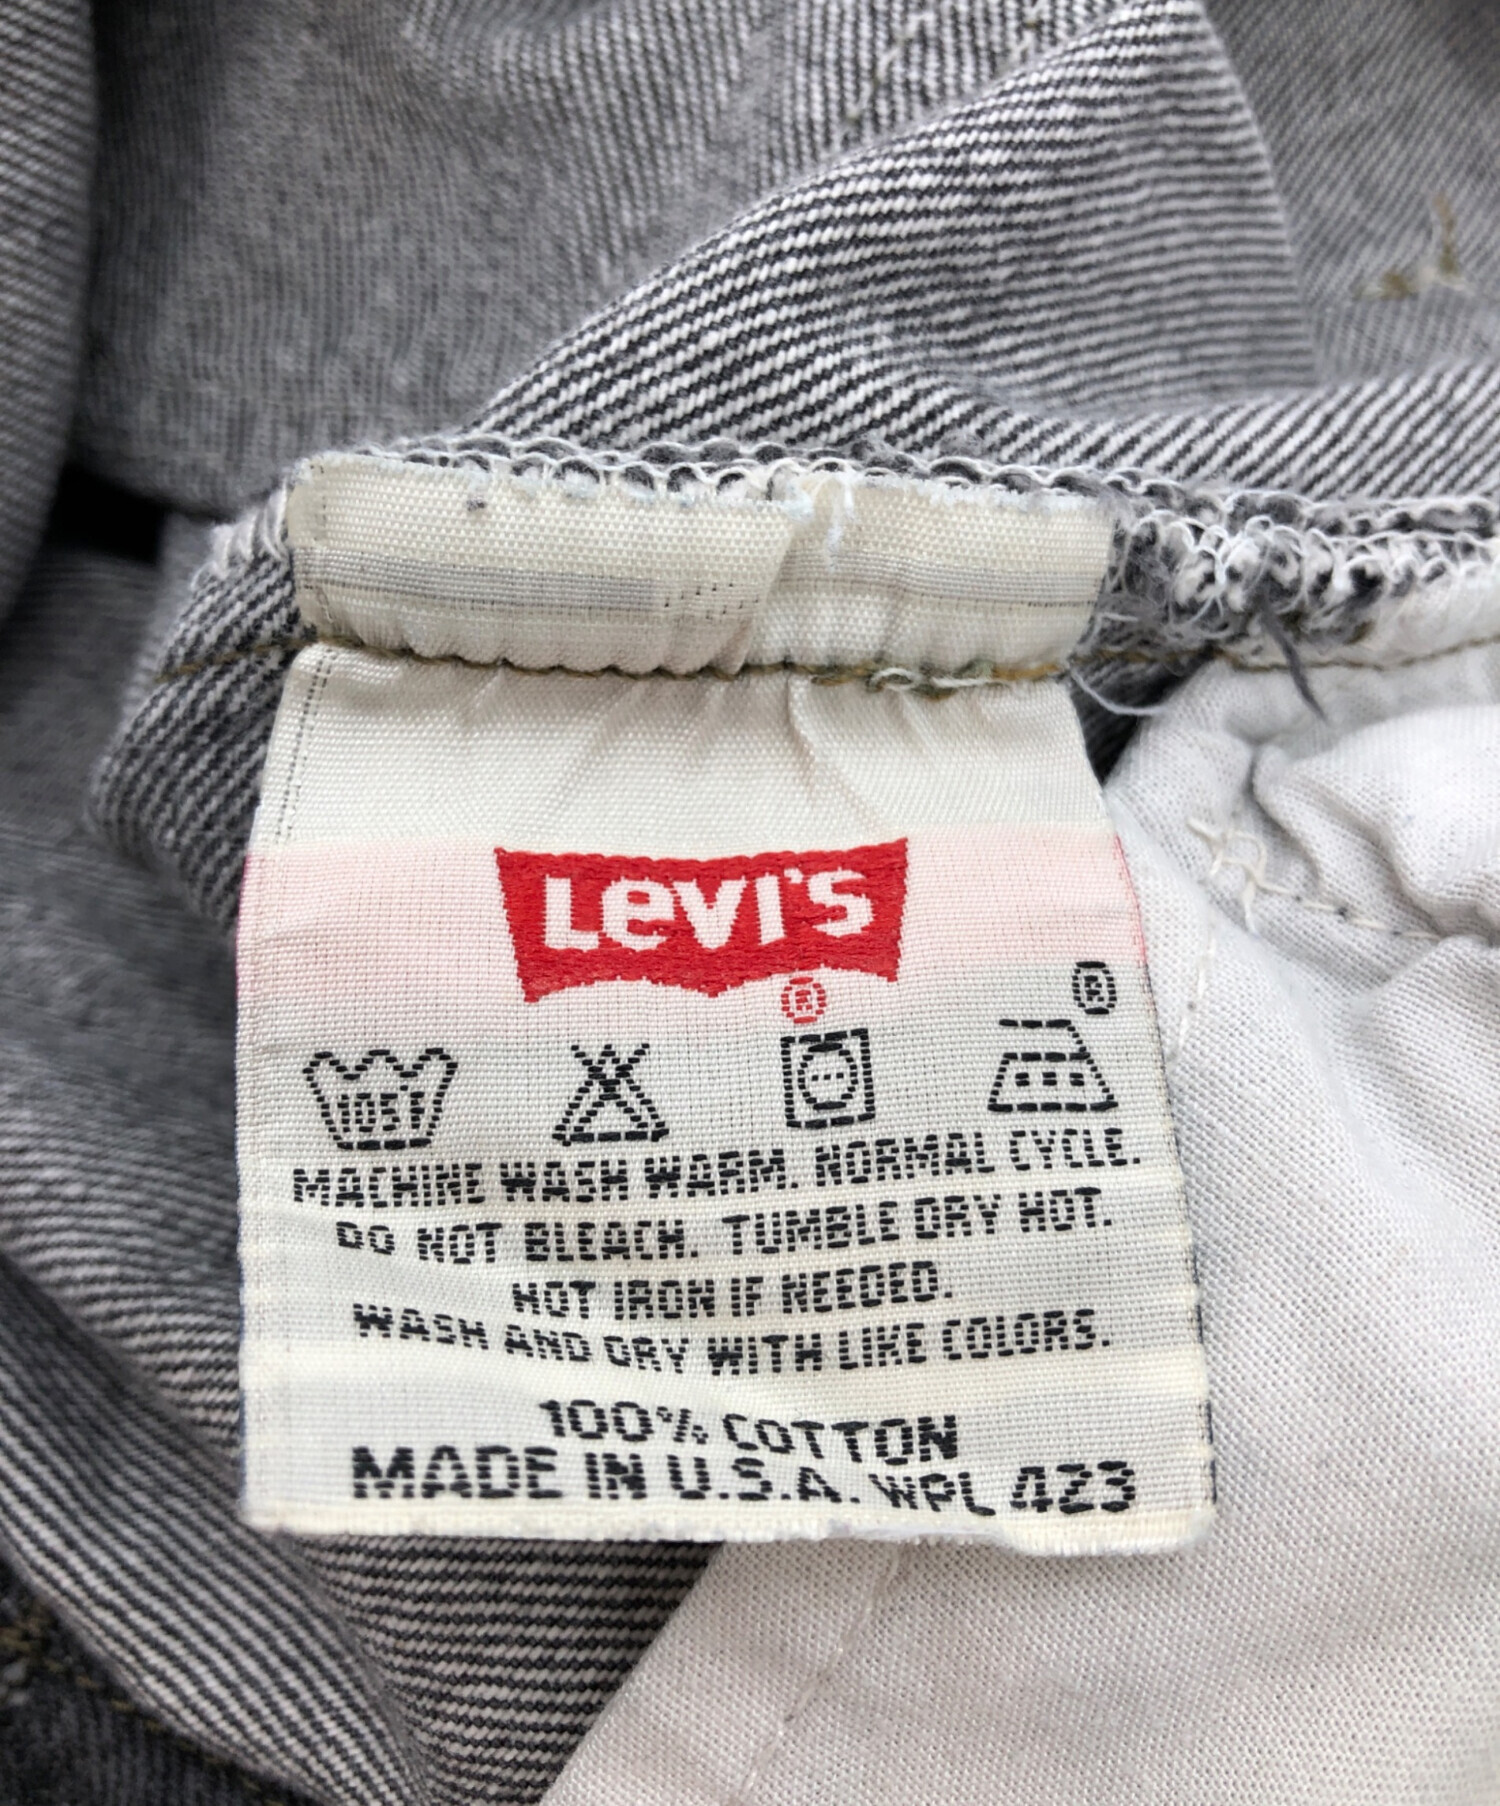 Levi's
®
®
105F
MACHINE WASH WARM. NORMAL CYCLE.
DO NOT BLEACH. TUMBLE DRY HOT.
HOT IRON IF NEEDED.
WASH AND DRY WITH LIKE COLORS.
100% COTTON
MADE IN U.S.A. WPL 423